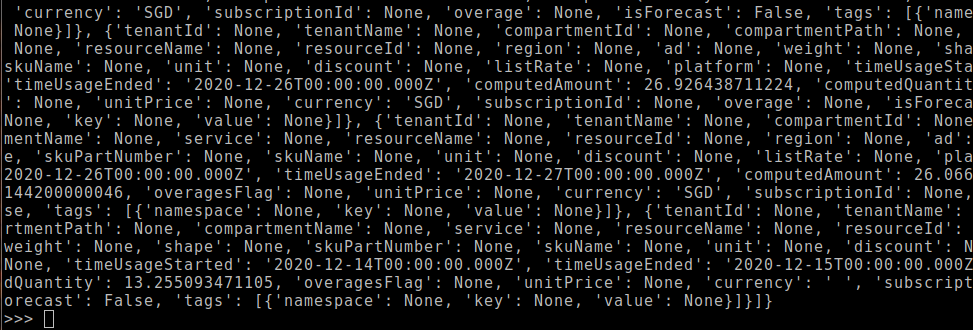 'currency': 'SGD', 'subscriptionId': None, 'overage': None, 'isForecast': False, 'tags': [{'name
None}]}, {'tenantId': None, 'tenantName': None, 'compartmentId': None, 'compartmentPath': None,
None, 'resourceName': None, 'resourceId': None, 'region': None, 'ad': None, 'weight': None, 'sha
skuName': None, 'unit': None, 'discount': None, 'listRate': None, 'platform': None, 'timeUsageSta
'timeUsageEnded': '2020-12-26T00:00:00.000Z', 'computedAmount': 26.926438711224, 'computedQuantit
': None, 'unitPrice': None, 'currency': 'SGD', 'subscriptionId': None, 'overage': None, 'isForeca
None, 'key': None, 'value': None}]}, {'tenantId': None, 'tenantName': None, 'compartmentId': None
mentName': None, 'service': None, 'resourceName': None, 'resourceId': None, 'region': None, 'ad':
e, 'skuPartNumber': None, 'skuName': None, 'unit': None, 'discount': None, 'listRate': None, 'pla
2020-12-26T00:00:00.000Z', 'timeUsageEnded': '2020-12-27T00:00:00.000Z', 'computedAmount': 26.066
144200000046, 'overagesFlag': None, 'unitPrice': None, 'currency': 'SGD', 'subscriptionId': None,
se, 'tags': [{'namespace': None, 'key': None, 'value': None}]}, {'tenantId': None, 'tenantName':
rtmentPath': None, 'compartmentName': None, 'service': None, 'resourceName': None, 'resourceId':
weight': None, 'shape': None, 'skuPartNumber': None, 'skuName': None, 'unit': None, 'discount': N
None, 'timeUsageStarted': '2020-12-14T00:00:00.000Z', 'timeUsageEnded': '2020-12-15T00:00:00.000Z
dQuantity': 13.255093471105, 'overagesFlag': None, 'unitPrice': None, 'currency': ' ', 'subscript
orecast': False, 'tags': [{'namespace': None, 'key': None, 'value': None}]}]}
>>>